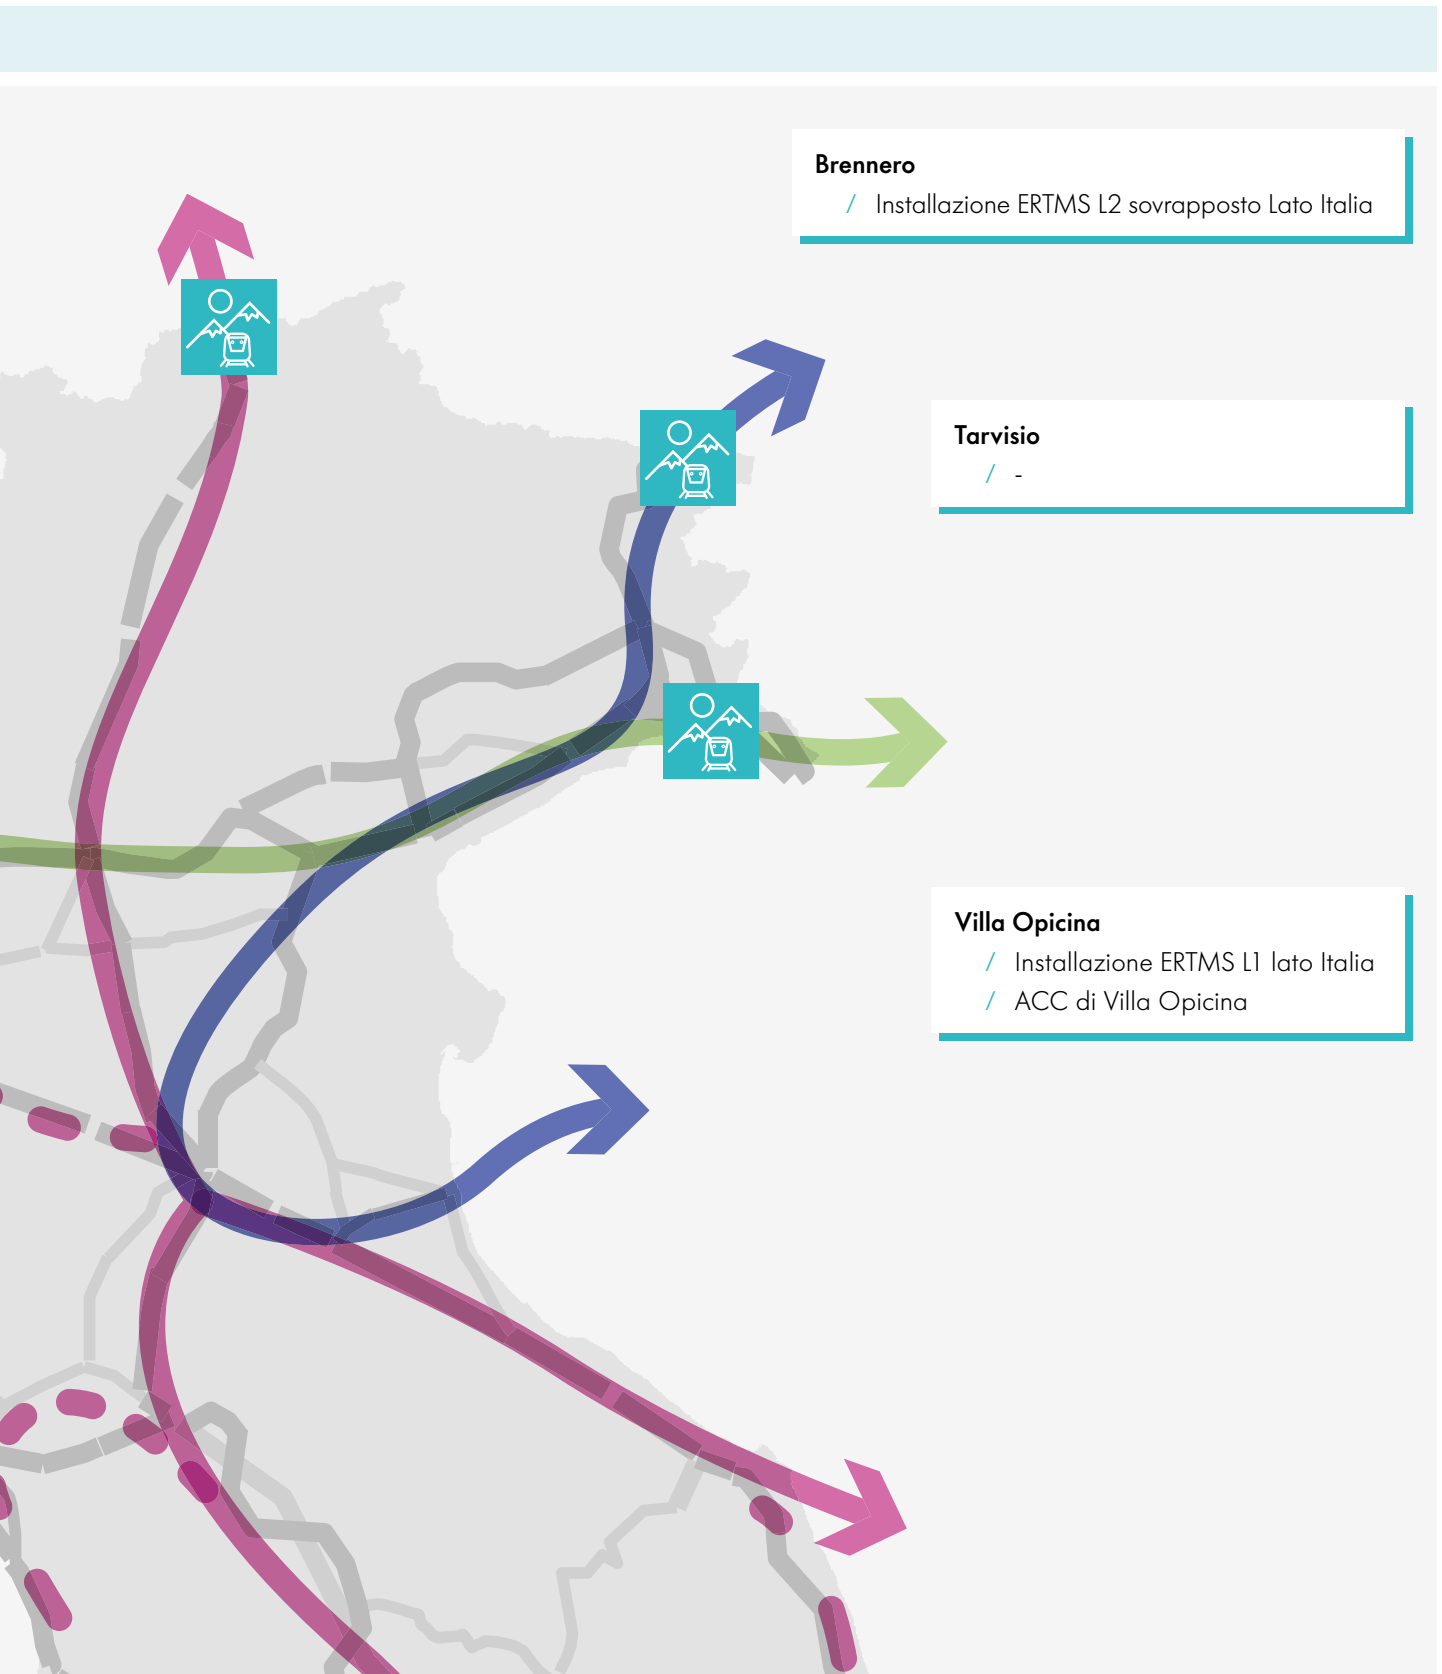 Brennero
/ Installazione ERTMS L2 sovrapposto Lato Italia
Tarvisio
/ -
Villa Opicina
/ Installazione ERTMS L1 lato Italia
/ ACC di Villa Opicina